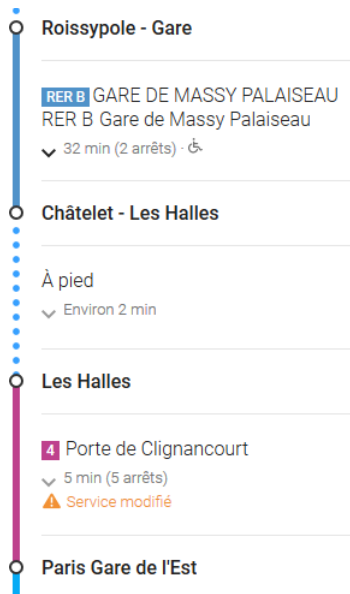 Roissypole - Gare
RER B GARE DE MASSY PALAISEAU
RER B Gare de Massy Palaiseau
32 min (2 arrêts) ·
Châtelet - Les Halles
À pied
Environ 2 min
Les Halles
4 Porte de Clignancourt
5 min (5 arrêts)
Service modifié
Paris Gare de l'Est